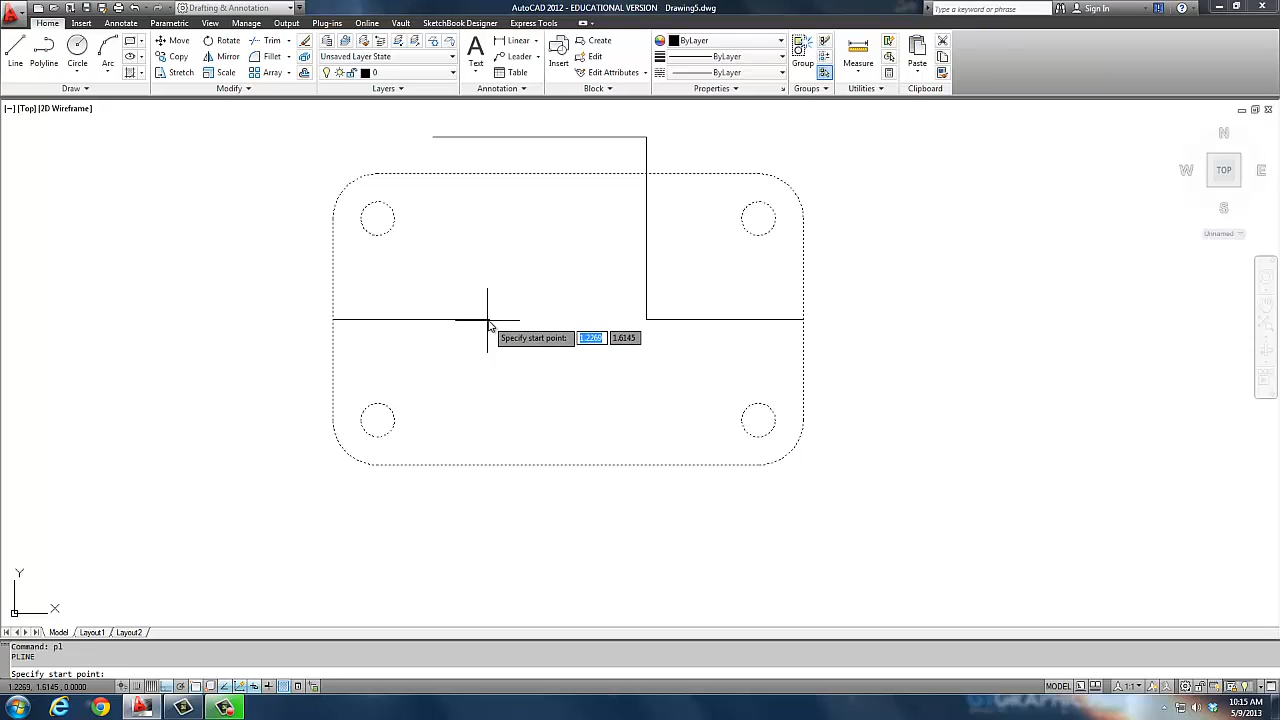 Drafting & Annotation
AutoCAD 2012 - EDUCATIONAL VERSION Drawing5.dwg
Type a keyword or phrase
Sign In
Home Insert Annotate Parametric View Manage Output Plug-ins Online Vault SketchBook Designer Express Tools
Line Polyline Circle Arc
Move Rotate Trim
Copy Mirror Fillet
Stretch Scale Array
Unsaved Layer State
0
Text
Linear
Leader
Table
Insert
Create
Edit
Edit Attributes
ByLayer
ByLayer
ByLayer
Group
Measure
Paste
Draw Modify Layers Annotation Block Properties Groups Utilities Clipboard
[−] [Top] [2D Wireframe]
N
W TOP E
S
Unnamed
Specify start point: 1.2269 1.6145
Y
X
Model Layout1 Layout2
Command: pl
PLINE
Specify start point:
1.2269, 1.6145, 0.0000
MODEL
1:1
10:15 AM
5/9/2013